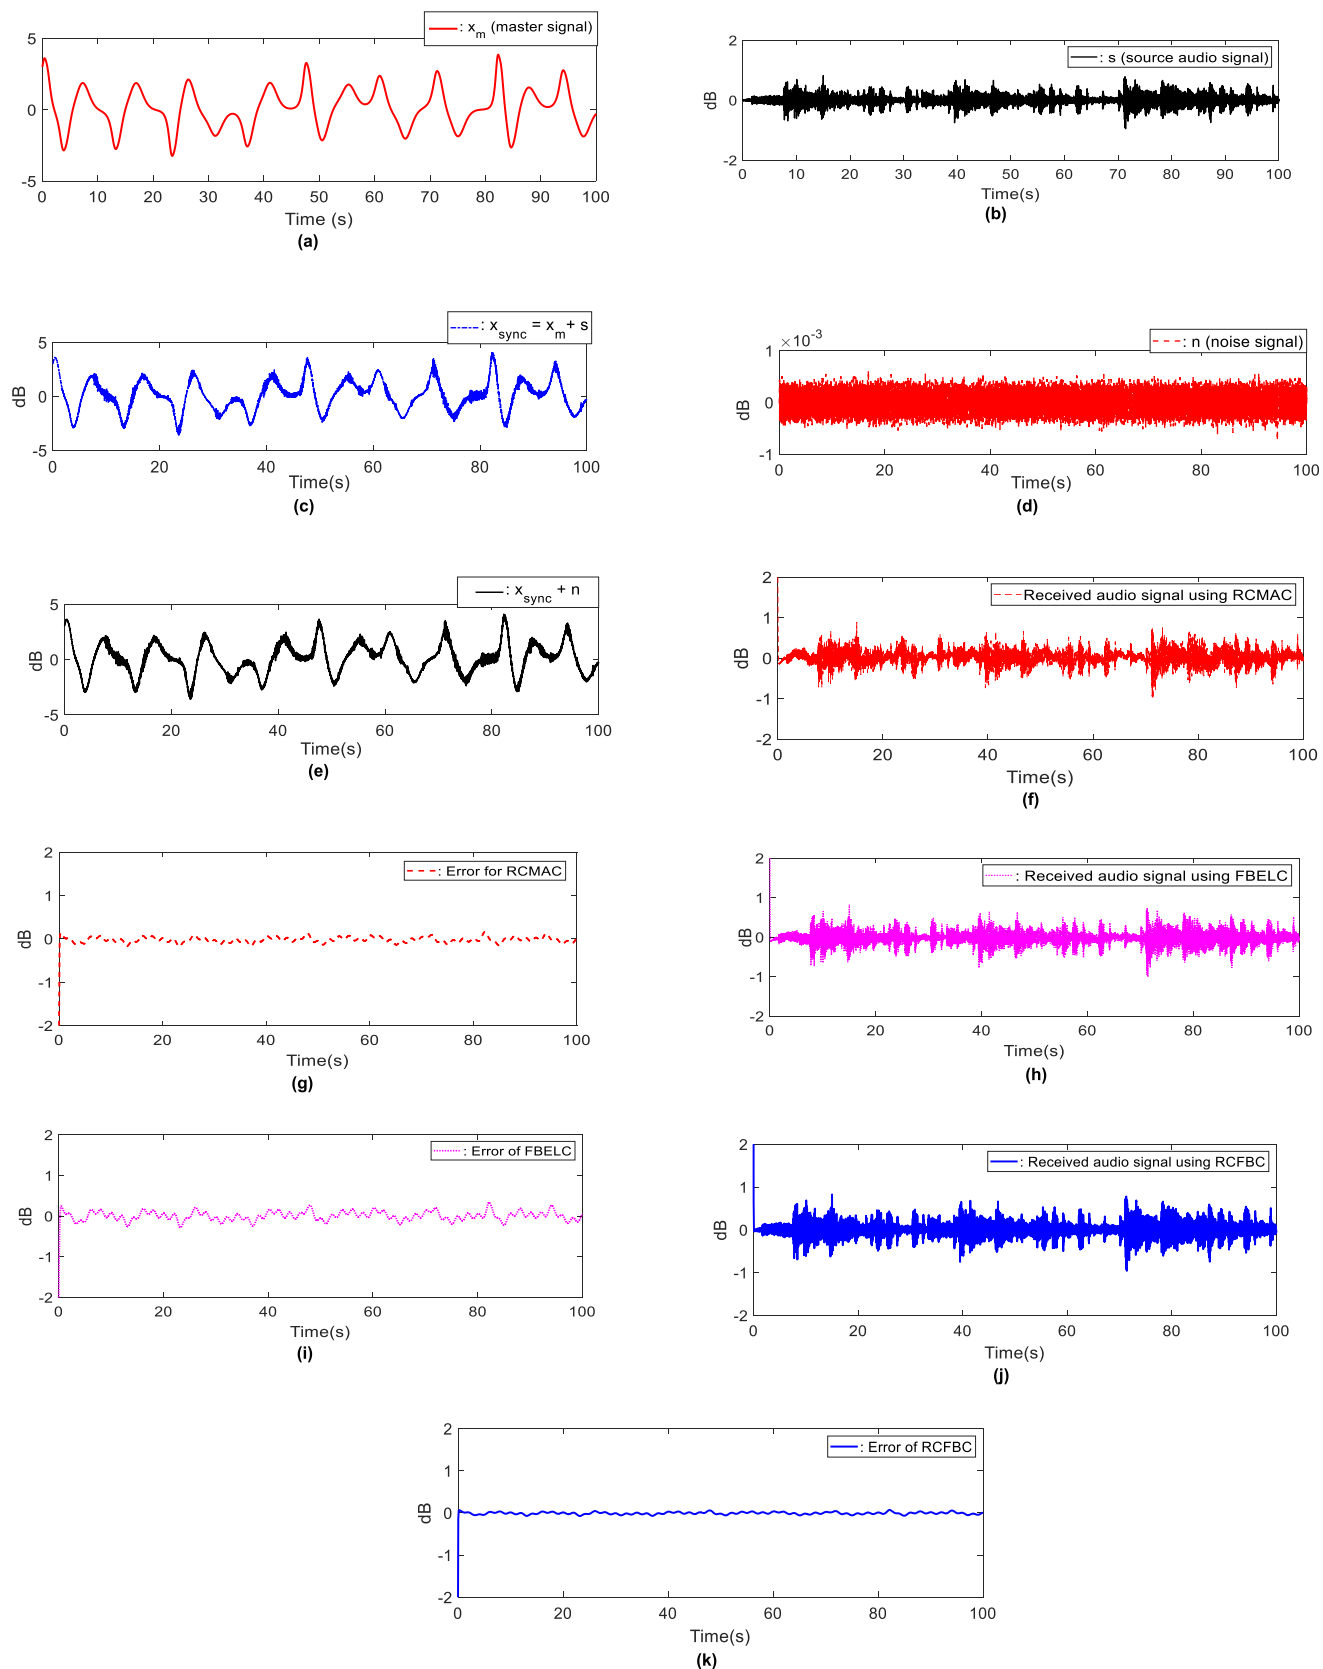 : x_m (master signal)
5
0
-5
0 10 20 30 40 50 60 70 80 90 100
Time (s)
(a)
: s (source audio signal)
2
0
-2
dB
0 10 20 30 40 50 60 70 80 90 100
Time(s)
(b)
: x_sync = x_m + s
5
0
-5
dB
0 20 40 60 80 100
Time(s)
(c)
×10^-3
: n (noise signal)
1
0
-1
dB
0 20 40 60 80 100
Time(s)
(d)
: x_sync + n
5
0
-5
dB
0 20 40 60 80 100
Time(s)
(e)
Received audio signal using RCMAC
2
1
0
-1
-2
dB
0 20 40 60 80 100
Time(s)
(f)
: Error for RCMAC
2
1
0
-1
-2
dB
0 20 40 60 80 100
Time(s)
(g)
: Received audio signal using FBELC
2
1
0
-1
-2
dB
0 20 40 60 80 100
Time(s)
(h)
: Error of FBELC
2
1
0
-1
-2
dB
0 20 40 60 80 100
Time(s)
(i)
: Received audio signal using RCFBC
2
1
0
-1
-2
dB
0 20 40 60 80 100
Time(s)
(j)
: Error of RCFBC
2
1
0
-1
-2
dB
0 20 40 60 80 100
Time(s)
(k)